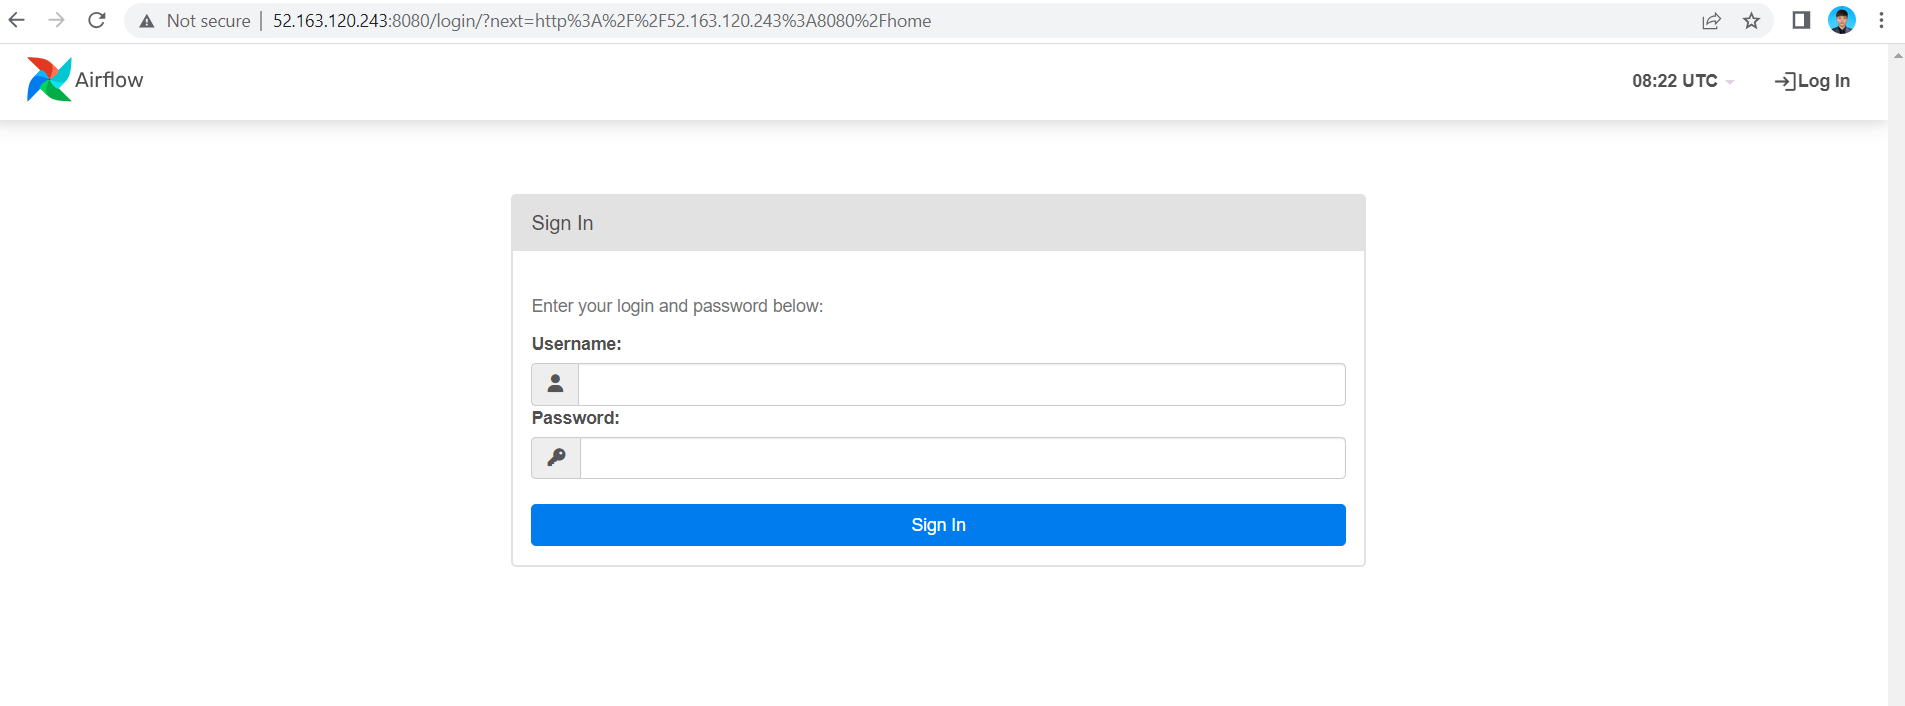 Not secure | 52.163.120.243:8080/login/?next=http%3A%2F%2F52.163.120.243%3A8080%2Fhome
Airflow
08:22 UTC
Log In
Sign In
Enter your login and password below:
Username:
Password:
Sign In